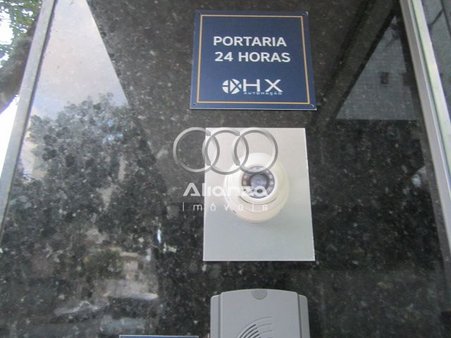 PORTARIA
24 HORAS
HX
AUTOMAÇÃO
Aliança
Imóveis